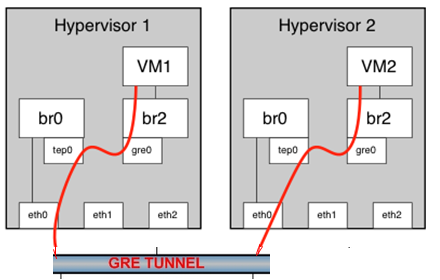 Hypervisor 1
VM1
br0
br2
tep0
gre0
eth0
eth1
eth2
Hypervisor 2
VM2
br0
br2
tep0
gre0
eth0
eth1
eth2
GRE TUNNEL